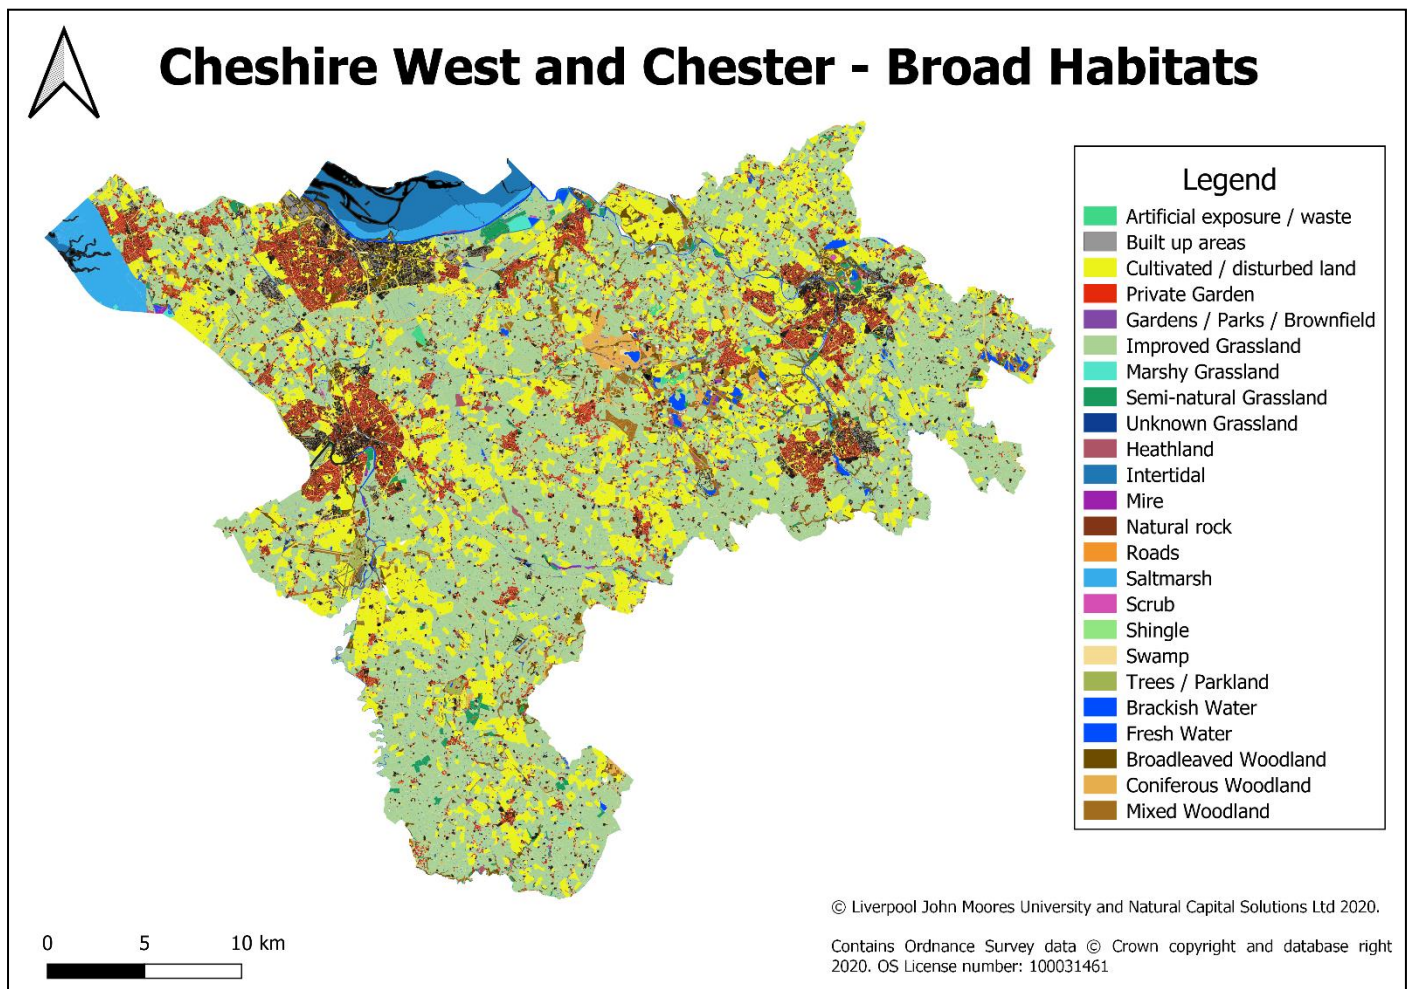 Cheshire West and Chester - Broad Habitats
Legend
Artificial exposure / waste
Built up areas
Cultivated / disturbed land
Private Garden
Gardens / Parks / Brownfield
Improved Grassland
Marshy Grassland
Semi-natural Grassland
Unknown Grassland
Heathland
Intertidal
Mire
Natural rock
Roads
Saltmarsh
Scrub
Shingle
Swamp
Trees / Parkland
Brackish Water
Fresh Water
Broadleaved Woodland
Coniferous Woodland
Mixed Woodland
© Liverpool John Moores University and Natural Capital Solutions Ltd 2020.
Contains Ordnance Survey data © Crown copyright and database right
2020. OS License number: 100031461
0 5 10 km